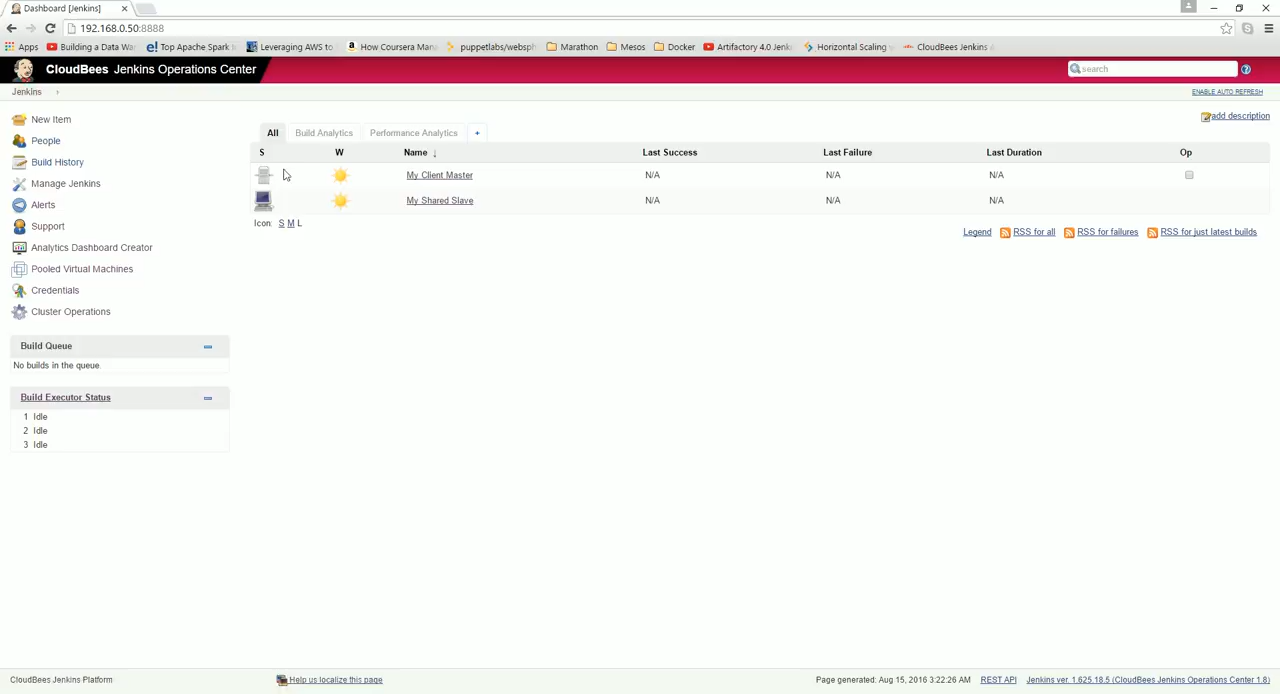 Dashboard [Jenkins]
192.168.0.50:8888
Apps Building a Data Wa Top Apache Spark Leveraging AWS to How Coursera Man puppetlabs/websph Marathon Mesos Docker Artifactory 4.0 Jenk Horizontal Scaling CloudBees Jenkins
CloudBees Jenkins Operations Center
search
Jenkins
ENABLE AUTO REFRESH
add description
New Item
People
Build History
Manage Jenkins
Alerts
Support
Analytics Dashboard Creator
Pooled Virtual Machines
Credentials
Cluster Operations
Build Queue
No builds in the queue.
Build Executor Status
1 Idle
2 Idle
3 Idle
All Build Analytics Performance Analytics +
S W Name ↓ Last Success Last Failure Last Duration Op
My Client Master N/A N/A N/A
My Shared Slave N/A N/A N/A
Icon: S M L
Legend RSS for all RSS for failures RSS for just latest builds
CloudBees Jenkins Platform Help us localize this page Page generated: Aug 15, 2016 3:22:26 AM REST API Jenkins ver. 1.625.18.5 (CloudBees Jenkins Operations Center 1.8)